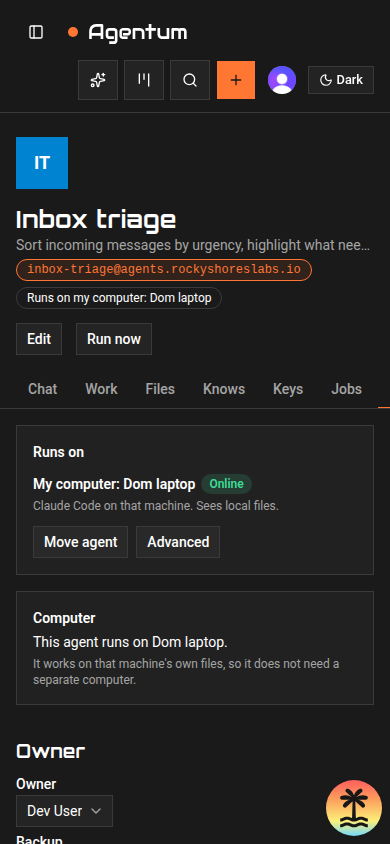 Agentum
Dark
IT
Inbox triage
Sort incoming messages by urgency, highlight what nee…
inbox-triage@agents.rockyshoreslabs.io
Runs on my computer: Dom laptop
Edit
Run now
Chat
Work
Files
Knows
Keys
Jobs
Runs on
My computer: Dom laptop
Online
Claude Code on that machine. Sees local files.
Move agent
Advanced
Computer
This agent runs on Dom laptop.
It works on that machine's own files, so it does not need a
separate computer.
Owner
Owner
Dev User
Backup